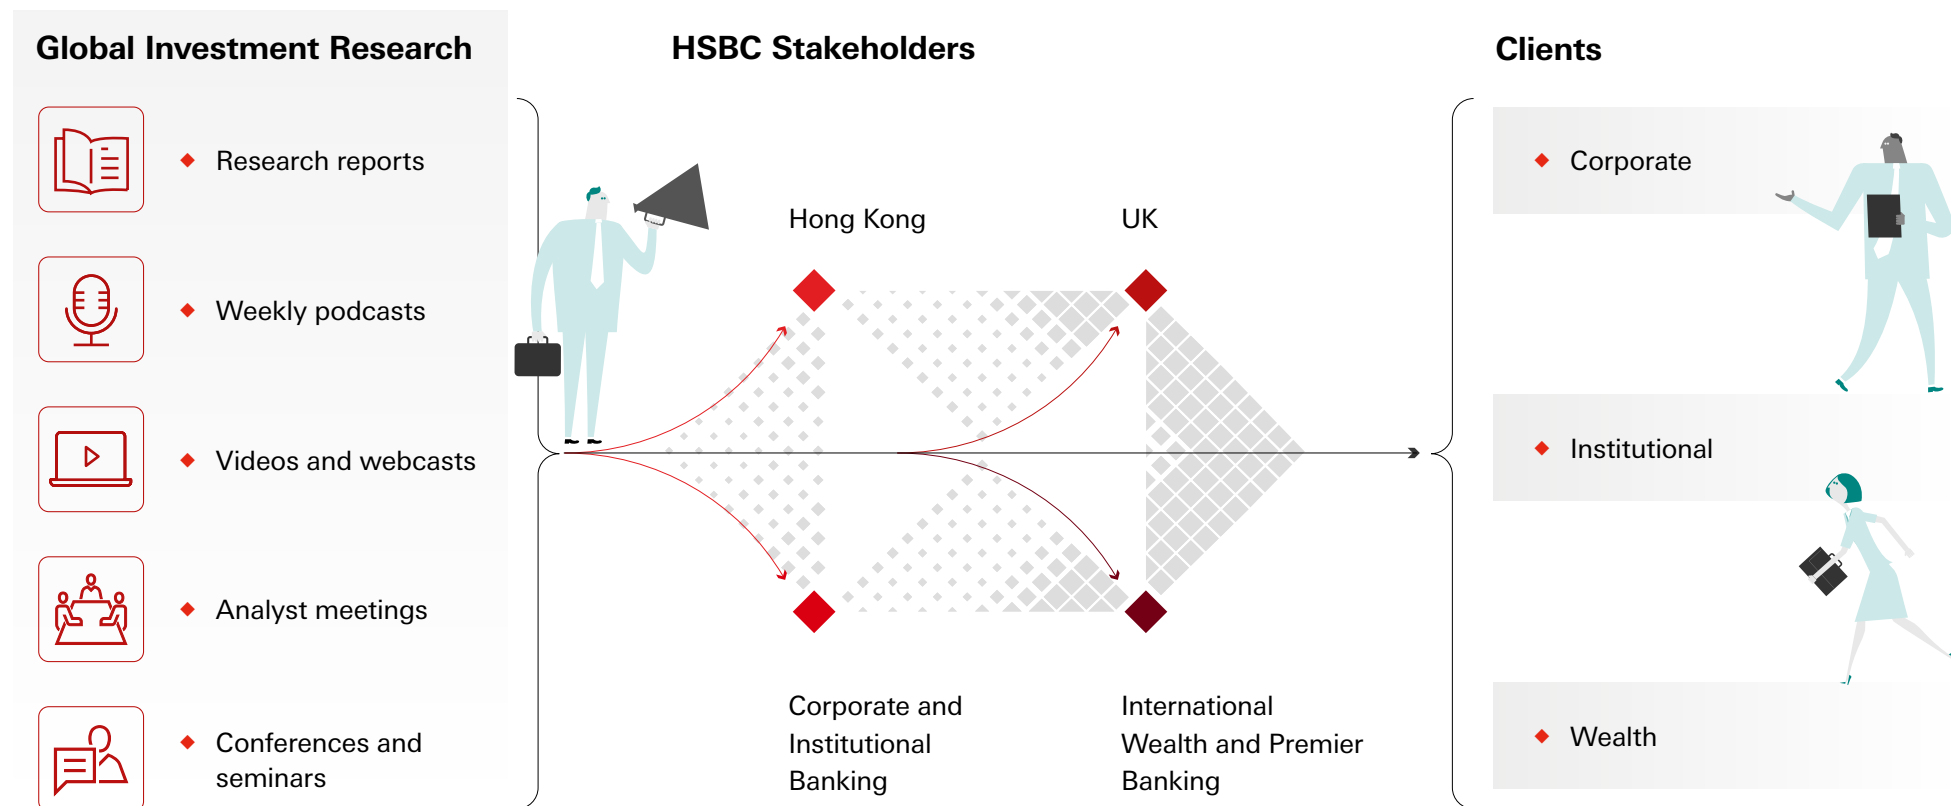 Global Investment Research
Research reports
Weekly podcasts
Videos and webcasts
Analyst meetings
Conferences and
seminars
HSBC Stakeholders
Hong Kong
UK
Corporate and
Institutional
Banking
International
Wealth and Premier
Banking
Clients
Corporate
Institutional
Wealth